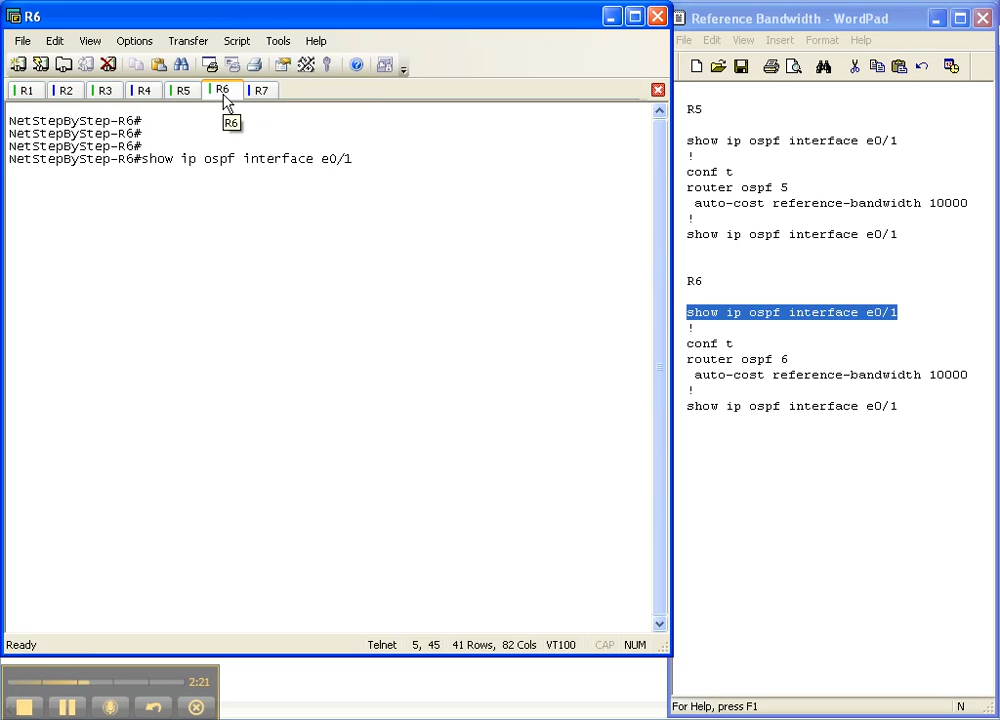 R6
File Edit View Options Transfer Script Tools Help
R1 R2 R3 R4 R5 R6 R7
R6
NetStepByStep-R6#
NetStepByStep-R6#
NetStepByStep-R6#
NetStepByStep-R6#show ip ospf interface e0/1
Ready Telnet 5, 45 41 Rows, 82 Cols VT100 CAP NUM
2:21
Reference Bandwidth - WordPad
File Edit View Insert Format Help
R5
show ip ospf interface e0/1
!
conf t
router ospf 5
auto-cost reference-bandwidth 10000
!
show ip ospf interface e0/1
R6
show ip ospf interface e0/1
!
conf t
router ospf 6
auto-cost reference-bandwidth 10000
!
show ip ospf interface e0/1
For Help, press F1 N